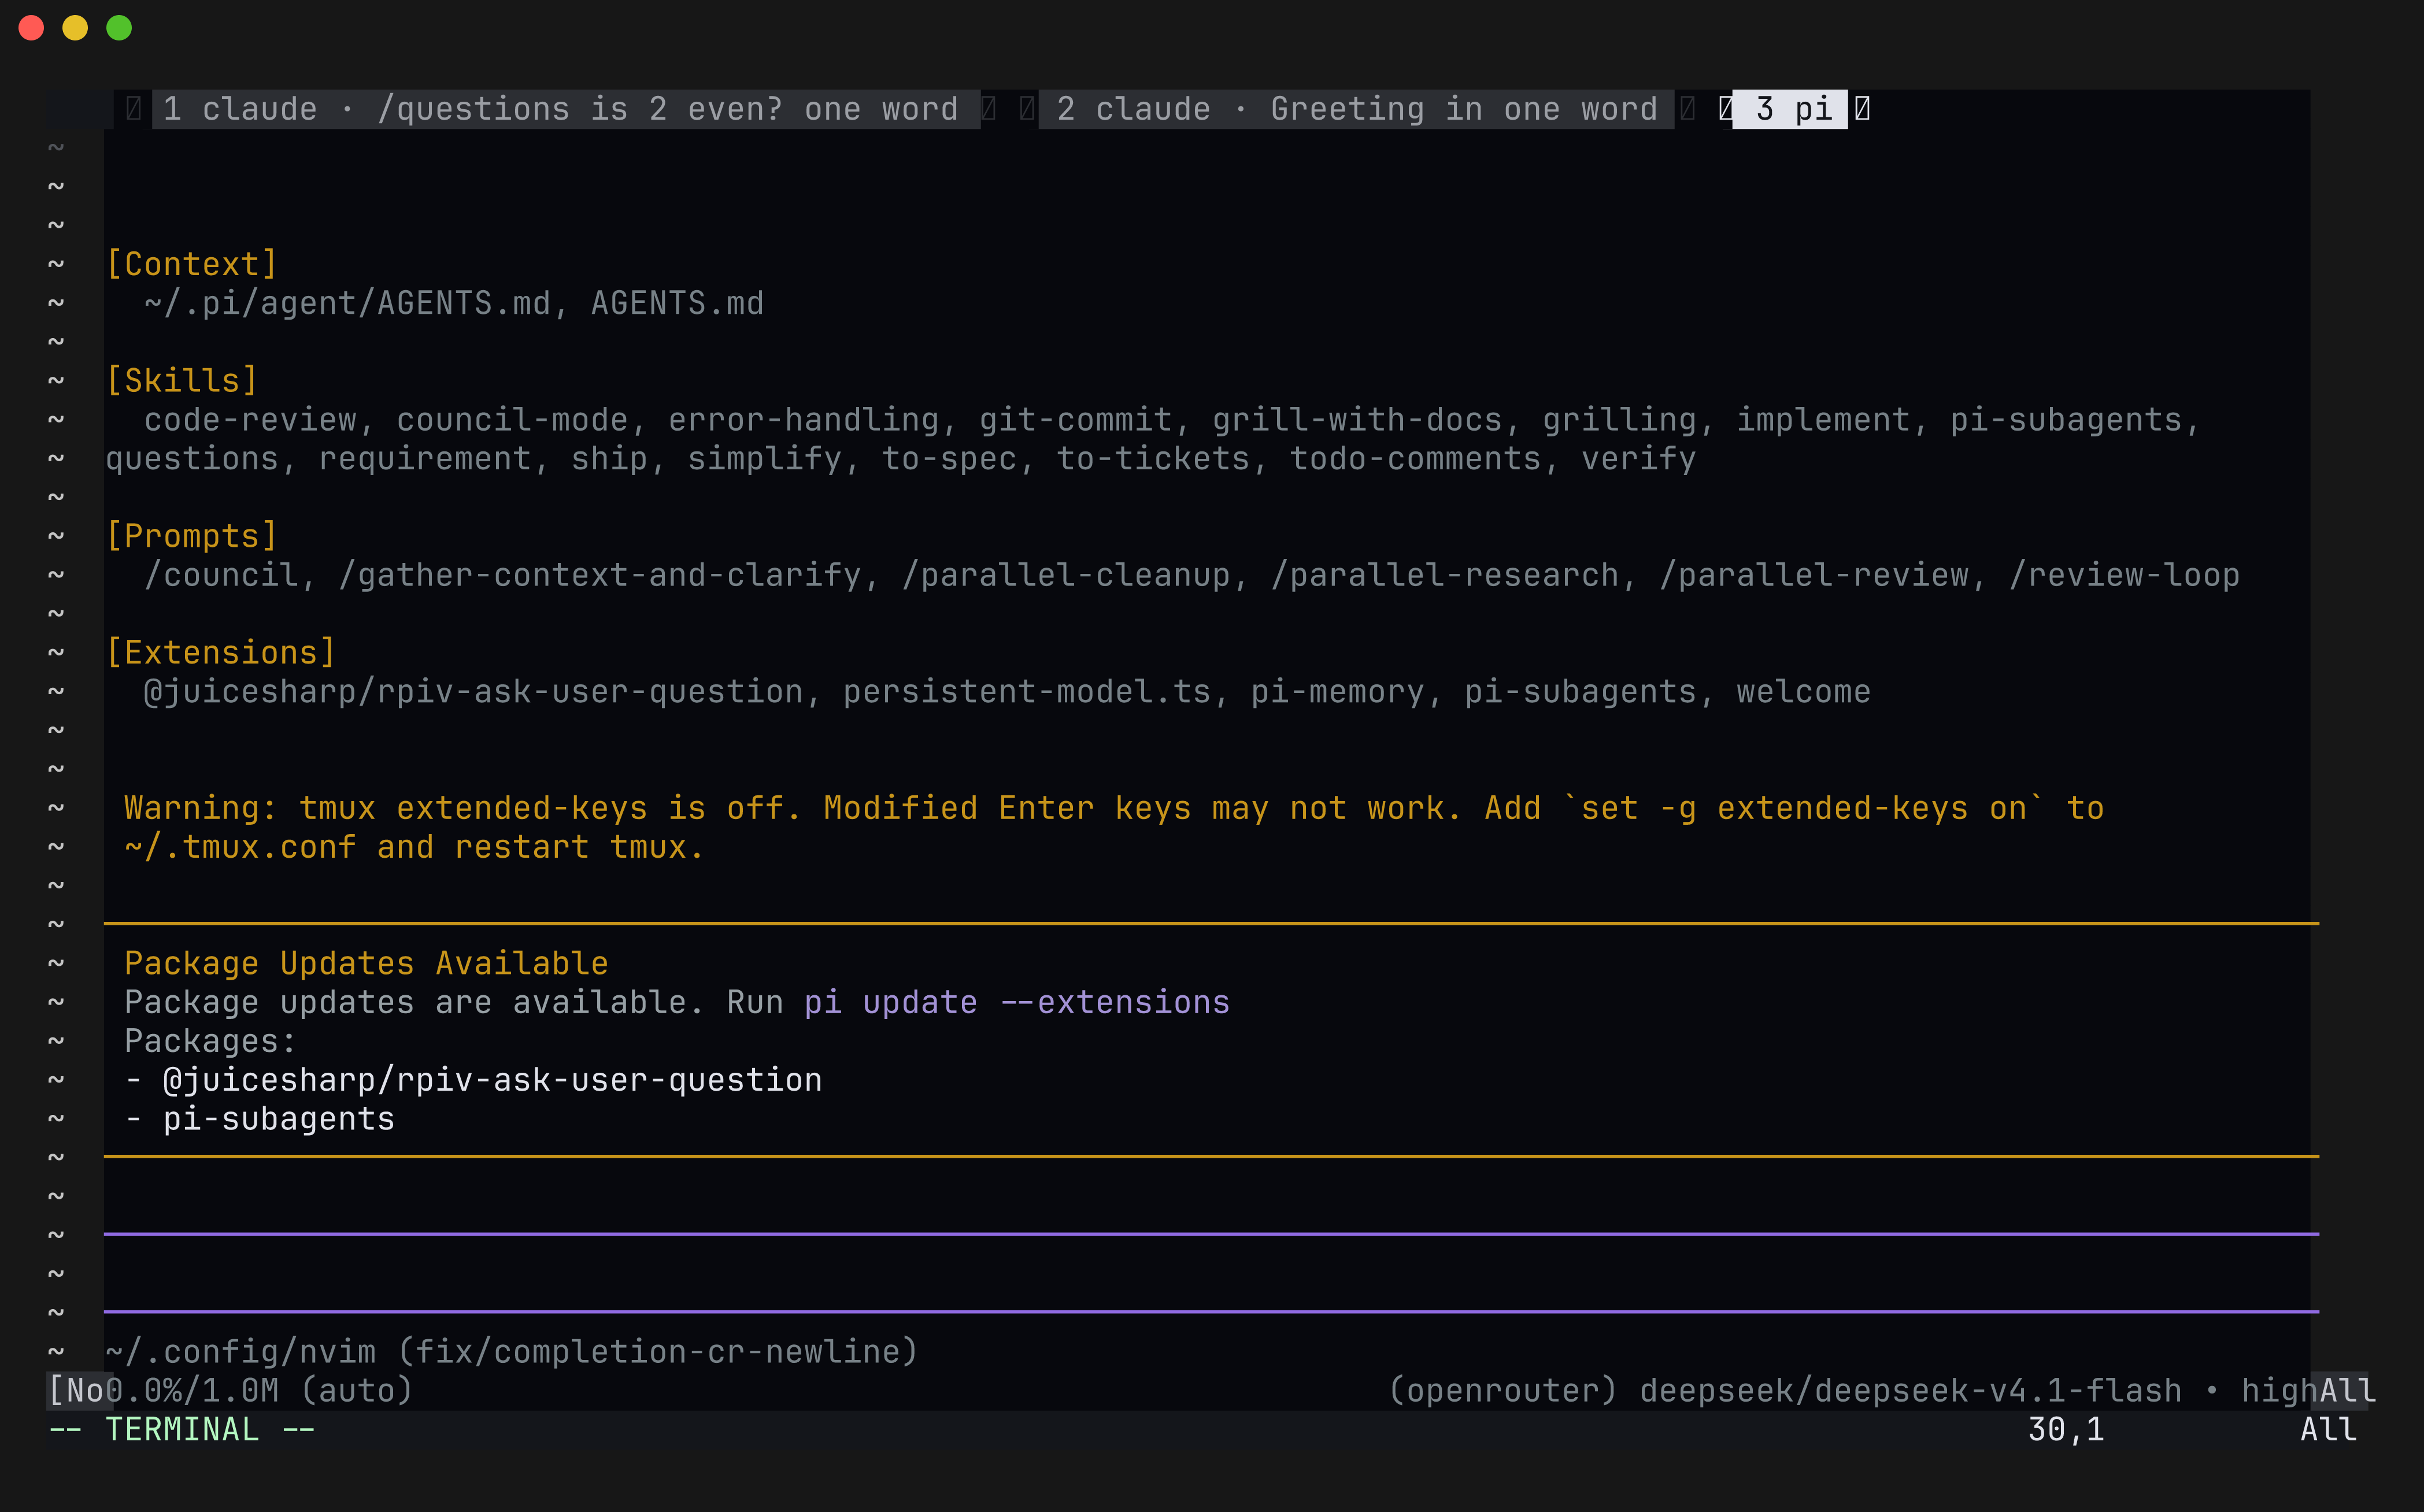 1 claude · /questions is 2 even? one word 2 claude · Greeting in one word 3 pi
~
~
~
~ [Context]
~ ~/.pi/agent/AGENTS.md, AGENTS.md
~
~ [Skills]
~ code-review, council-mode, error-handling, git-commit, grill-with-docs, grilling, implement, pi-subagents,
~ questions, requirement, ship, simplify, to-spec, to-tickets, todo-comments, verify
~
~ [Prompts]
~ /council, /gather-context-and-clarify, /parallel-cleanup, /parallel-research, /parallel-review, /review-loop
~
~ [Extensions]
~ @juicesharp/rpiv-ask-user-question, persistent-model.ts, pi-memory, pi-subagents, welcome
~
~
~ Warning: tmux extended-keys is off. Modified Enter keys may not work. Add `set -g extended-keys on` to
~ ~/.tmux.conf and restart tmux.
~
~
~ Package Updates Available
~ Package updates are available. Run pi update --extensions
~ Packages:
~ - @juicesharp/rpiv-ask-user-question
~ - pi-subagents
~
~
~
~
~
~ ~/.config/nvim (fix/completion-cr-newline)
[No0.0%/1.0M (auto) (openrouter) deepseek/deepseek-v4.1-flash • highAll
-- TERMINAL -- 30,1 All